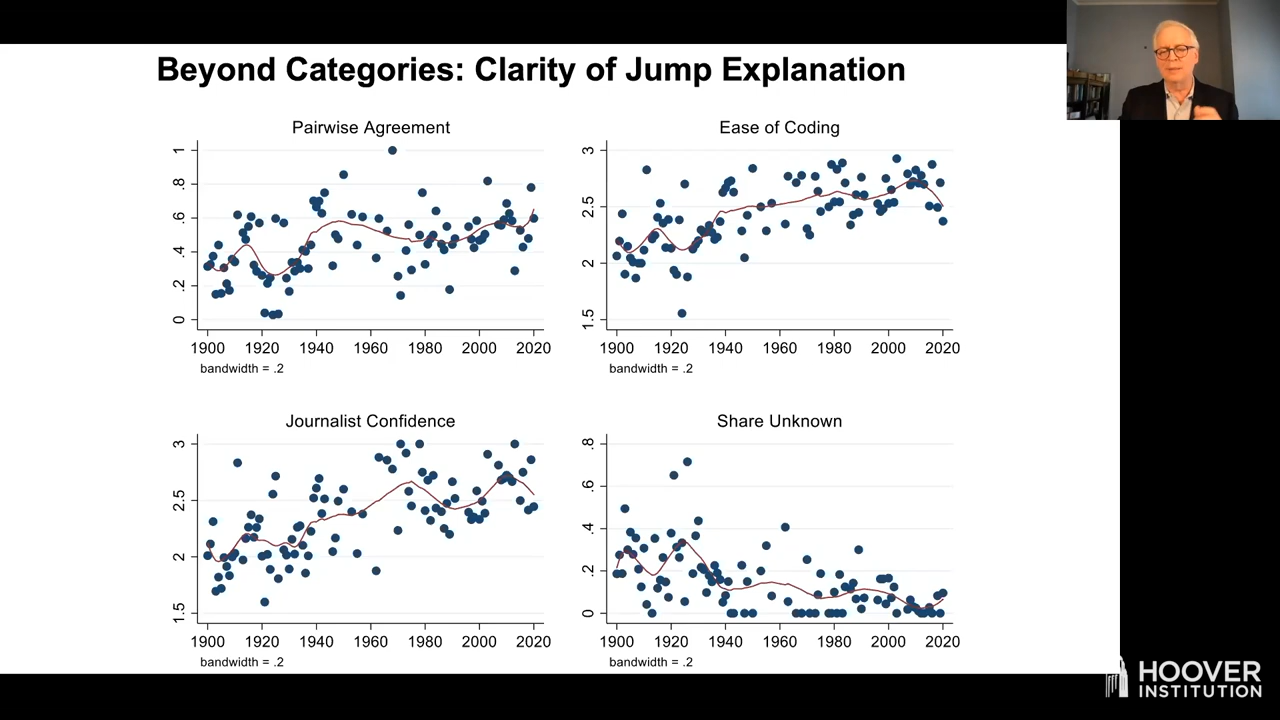 Beyond Categories: Clarity of Jump Explanation
Pairwise Agreement
1
.8
.6
.4
.2
0
1900 1920 1940 1960 1980 2000 2020
bandwidth = .2
Ease of Coding
3
2.5
2
1.5
1900 1920 1940 1960 1980 2000 2020
bandwidth = .2
Journalist Confidence
3
2.5
2
1.5
1900 1920 1940 1960 1980 2000 2020
bandwidth = .2
Share Unknown
.8
.6
.4
.2
0
1900 1920 1940 1960 1980 2000 2020
bandwidth = .2
HOOVER
INSTITUTION